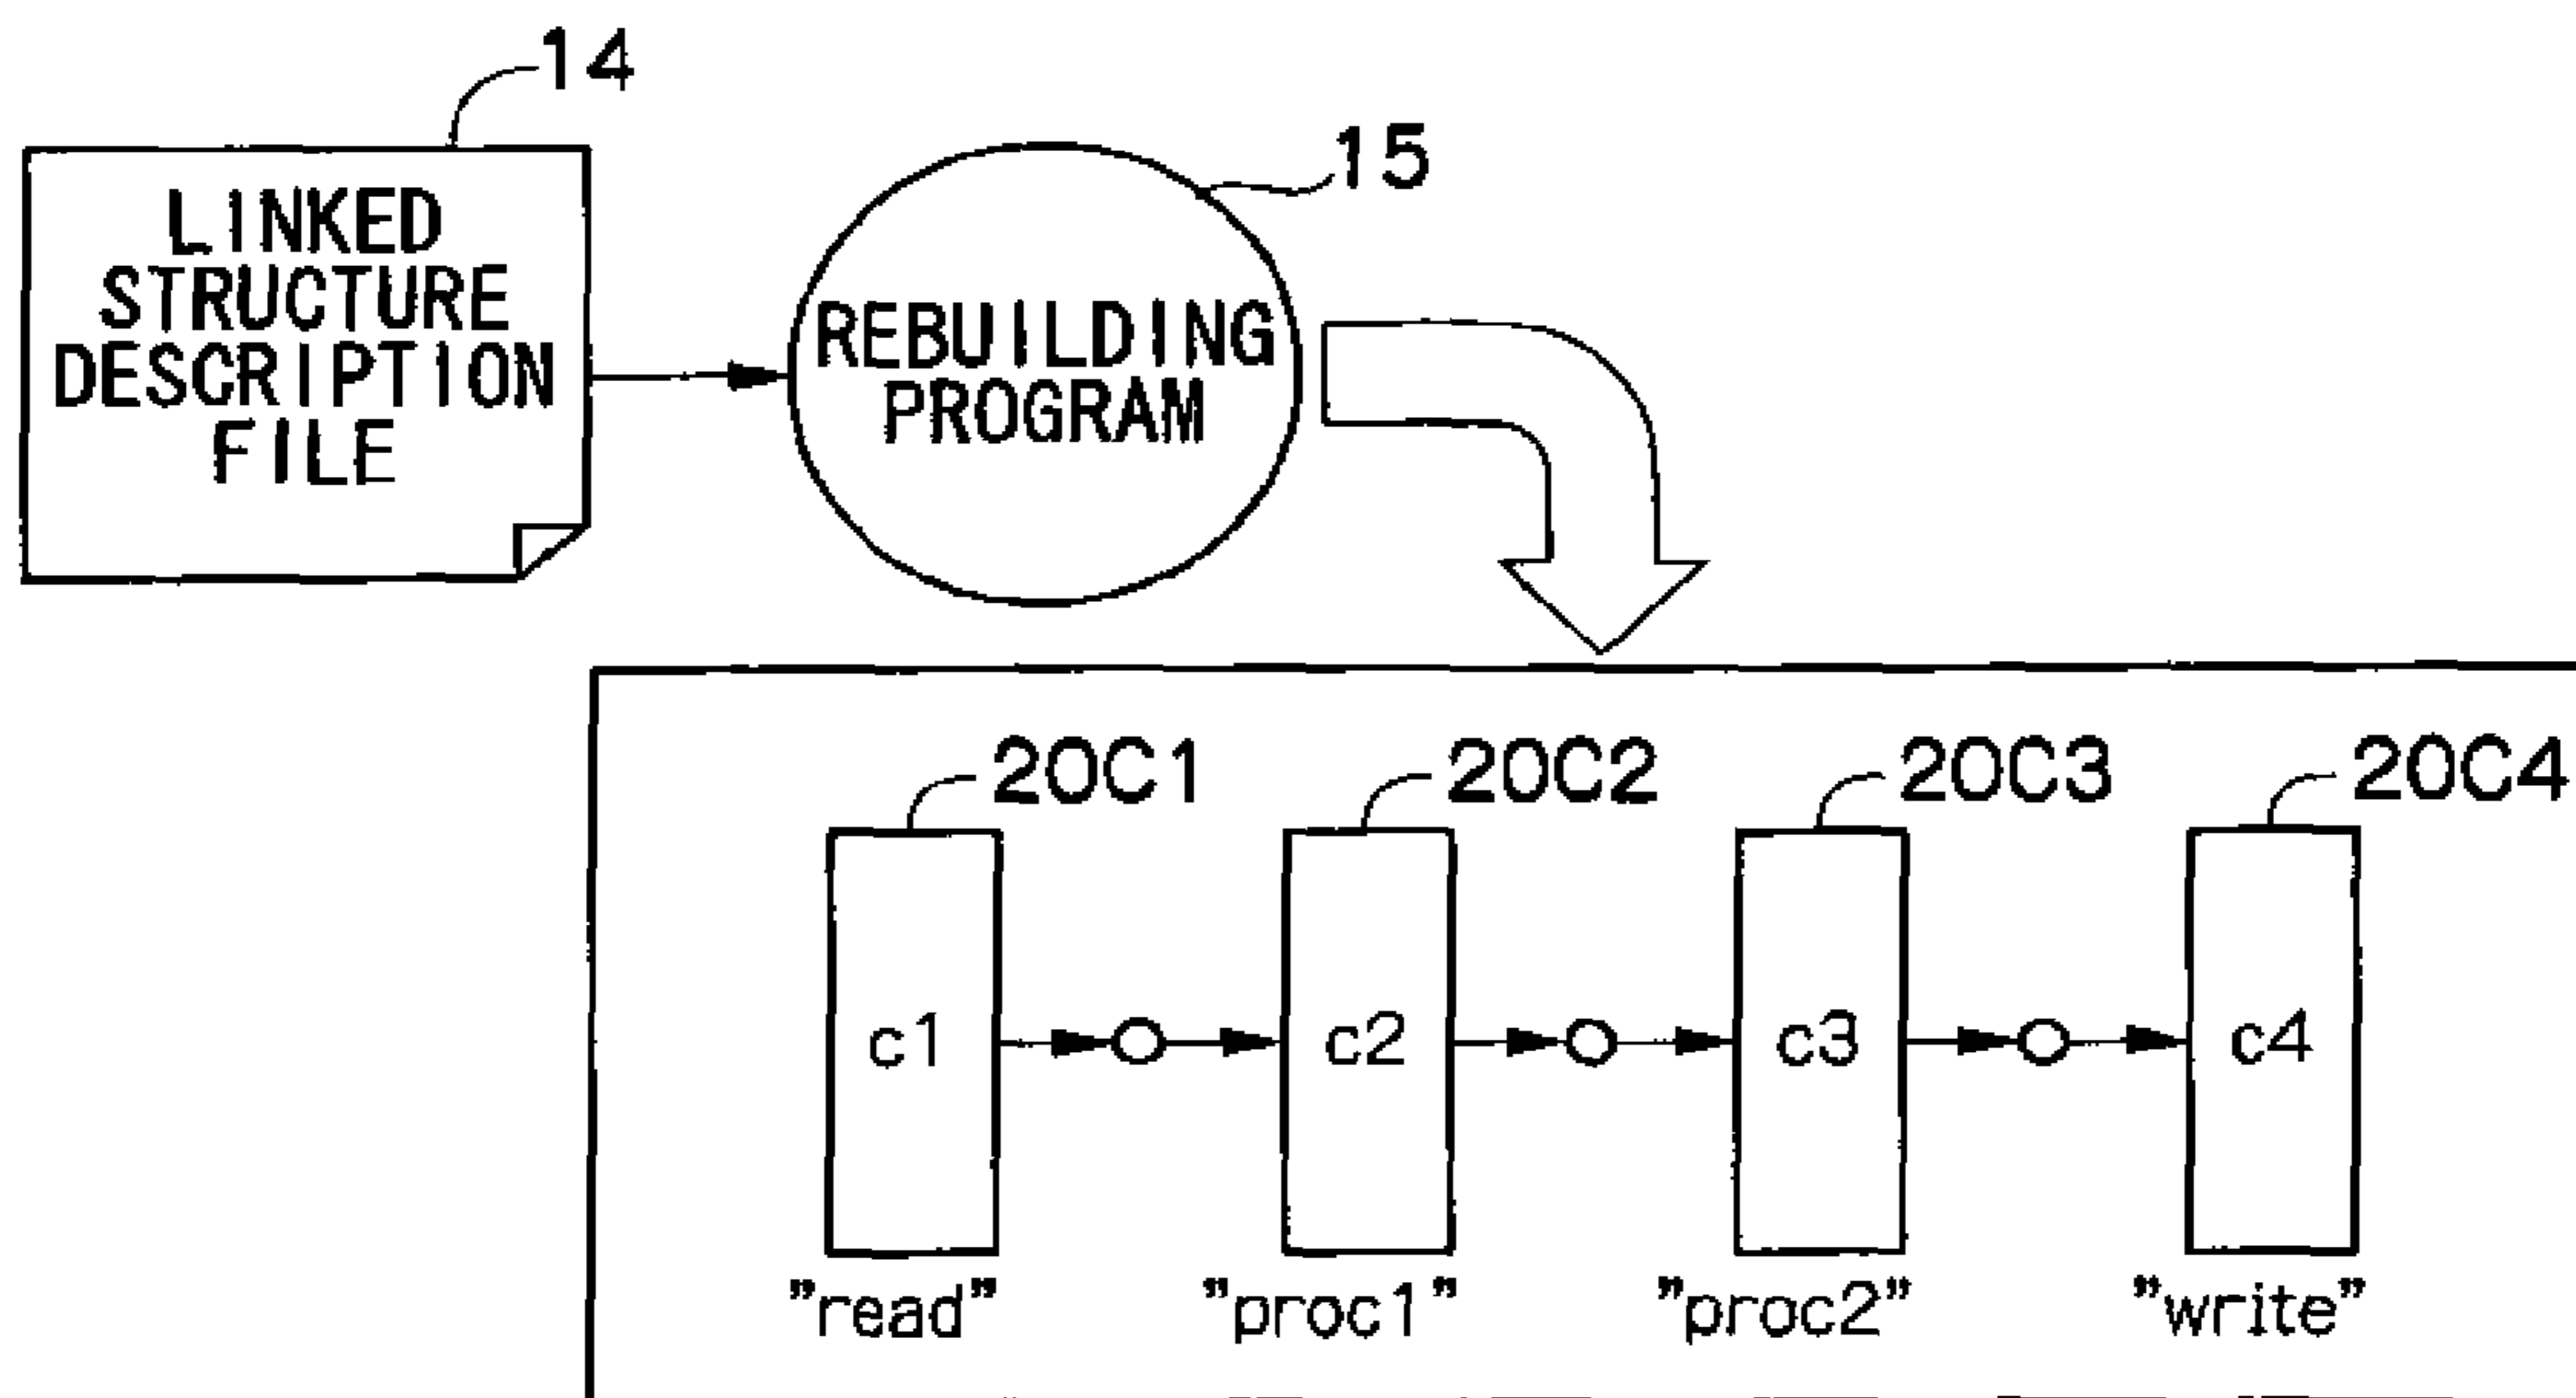 14
15
LINKED
STRUCTURE
DESCRIPTION
FILE
REBUILDING
PROGRAM
20C1 20C2 20C3 20C4
c1 c2 c3 c4
"read" "proc1" "proc2" "write"